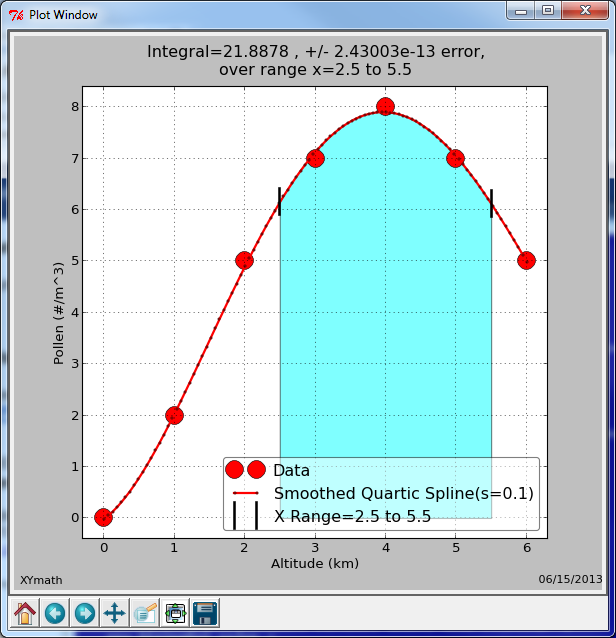 Plot Window
Integral=21.8878 , +/- 2.43003e-13 error,
over range x=2.5 to 5.5
8
7
6
5
4
3
2
1
0
Pollen (#/m^3)
Data
Smoothed Quartic Spline(s=0.1)
X Range=2.5 to 5.5
0 1 2 3 4 5 6
Altitude (km)
XYmath
06/15/2013